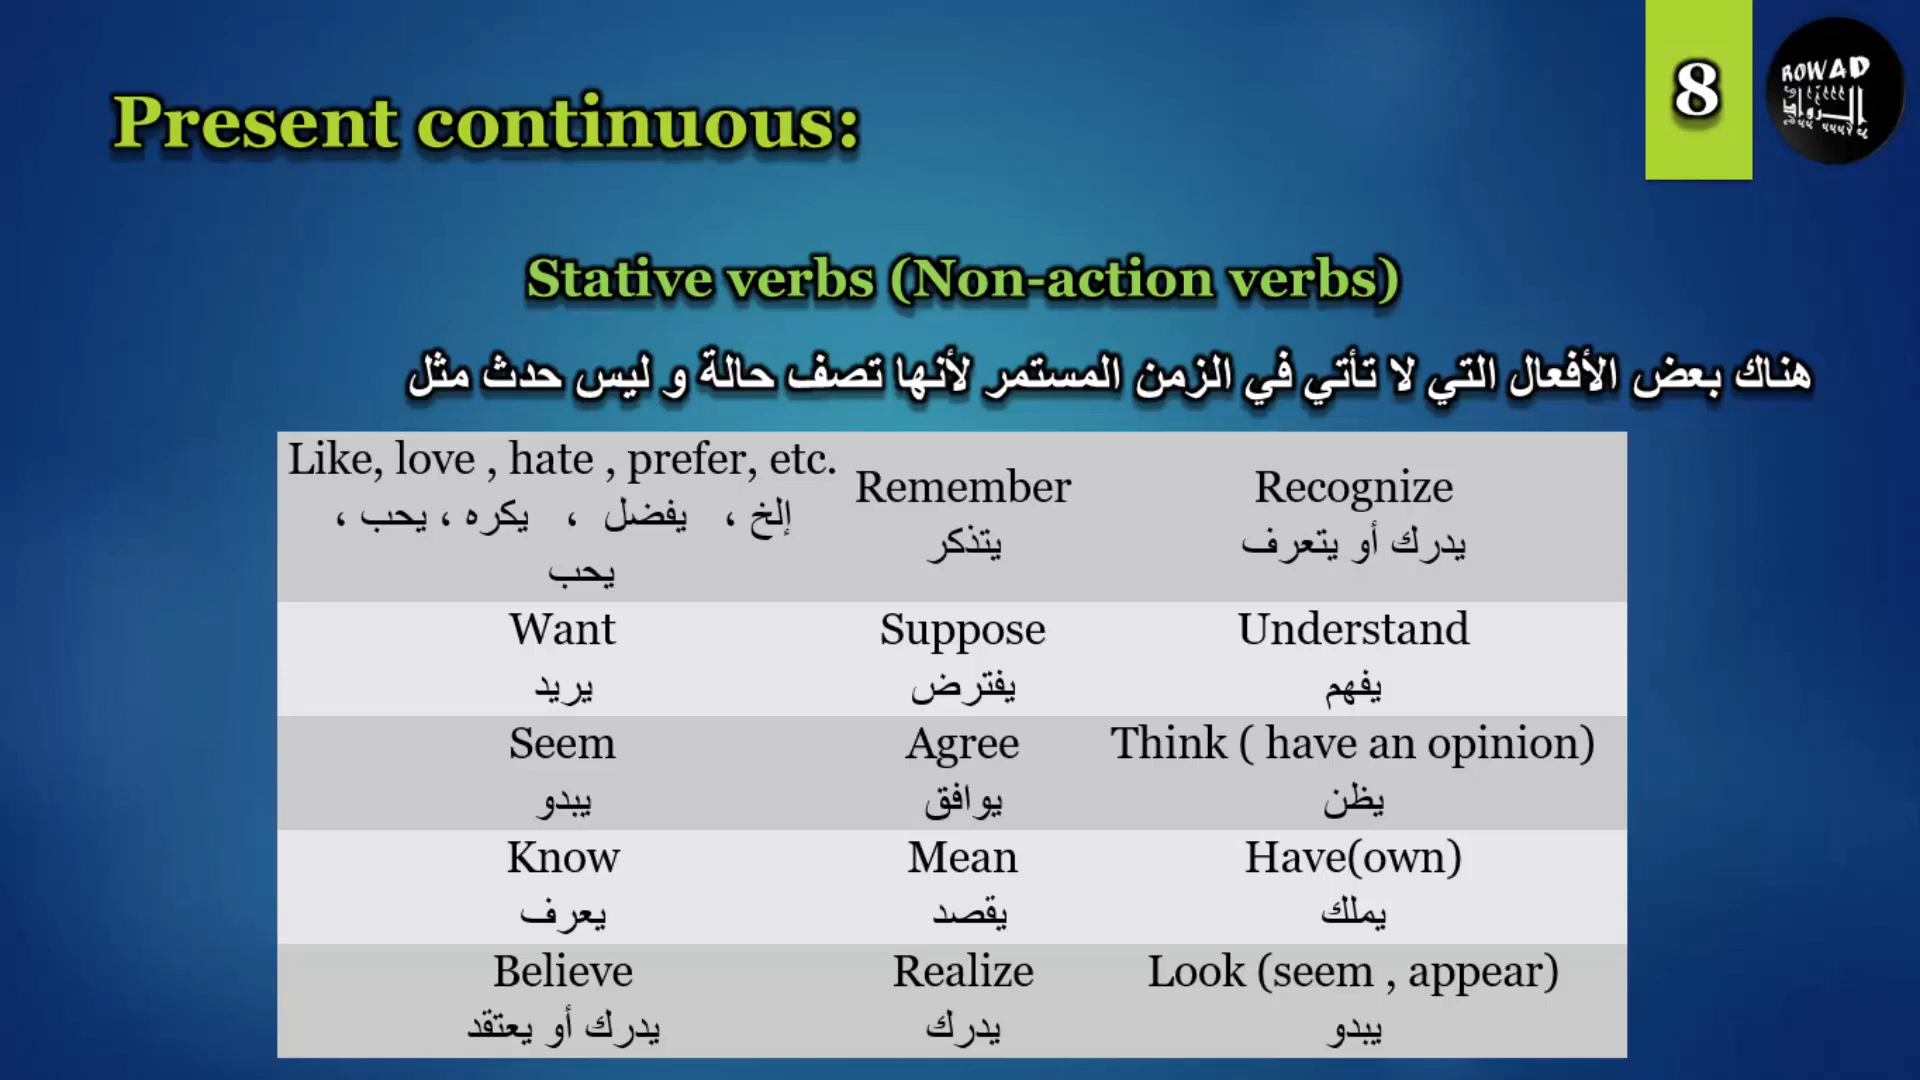 Present continuous:
8
ROWAD
الرواد
Stative verbs (Non-action verbs)
هناك بعض الأفعال التي لا تأتي في الزمن المستمر لأنها تصف حالة و ليس حدث مثل
Like, love , hate , prefer, etc.
إلخ ، يفضل ، يكره ، يحب ،
يحب
Remember
يتذكر
Recognize
يدرك أو يتعرف
Want
يريد
Suppose
يفترض
Understand
يفهم
Seem
يبدو
Agree
يوافق
Think ( have an opinion)
يظن
Know
يعرف
Mean
يقصد
Have(own)
يملك
Believe
يدرك أو يعتقد
Realize
يدرك
Look (seem , appear)
يبدو